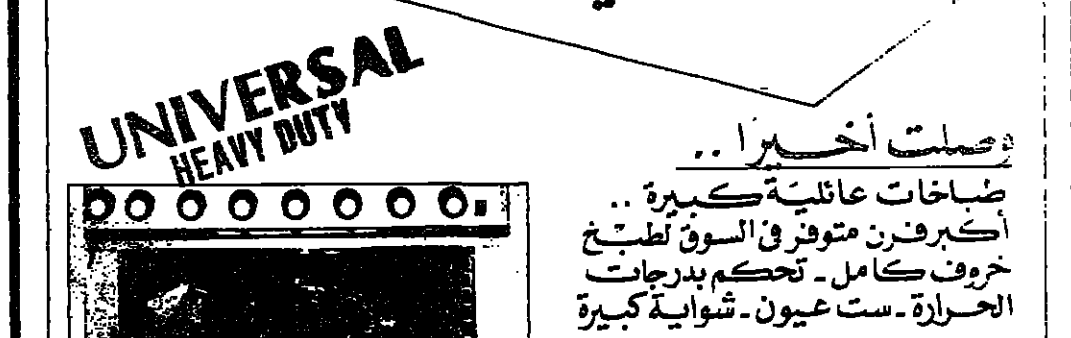 UNIVERSAL
HEAVY DUTY
وصلت أخيرا ..
طباخات عائلية كبيرة ..
أكبر فرن متوفر في السوق لطبخ
خروف كامل - تحكم بدرجات
الحرارة - ست عيون - شواية كبيرة